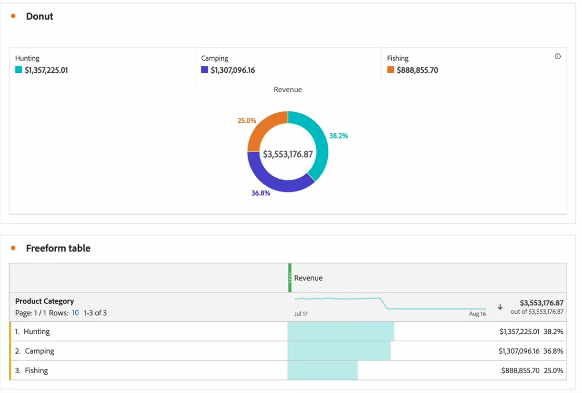 Donut
Hunting
$1,357,225.01
Camping
$1,307,096.16
Fishing
$888,855.70
Revenue
25.0%
38.2%
$3,553,176.87
36.8%
Freeform table
Revenue
Product Category
Page: 1 / 1 Rows: 10 1-3 of 3
Jul 17
Aug 16
$3,553,176.87
out of $3,553,176.87
1. Hunting $1,357,225.01 38.2%
2. Camping $1,307,096.16 36.8%
3. Fishing $888,855.70 25.0%